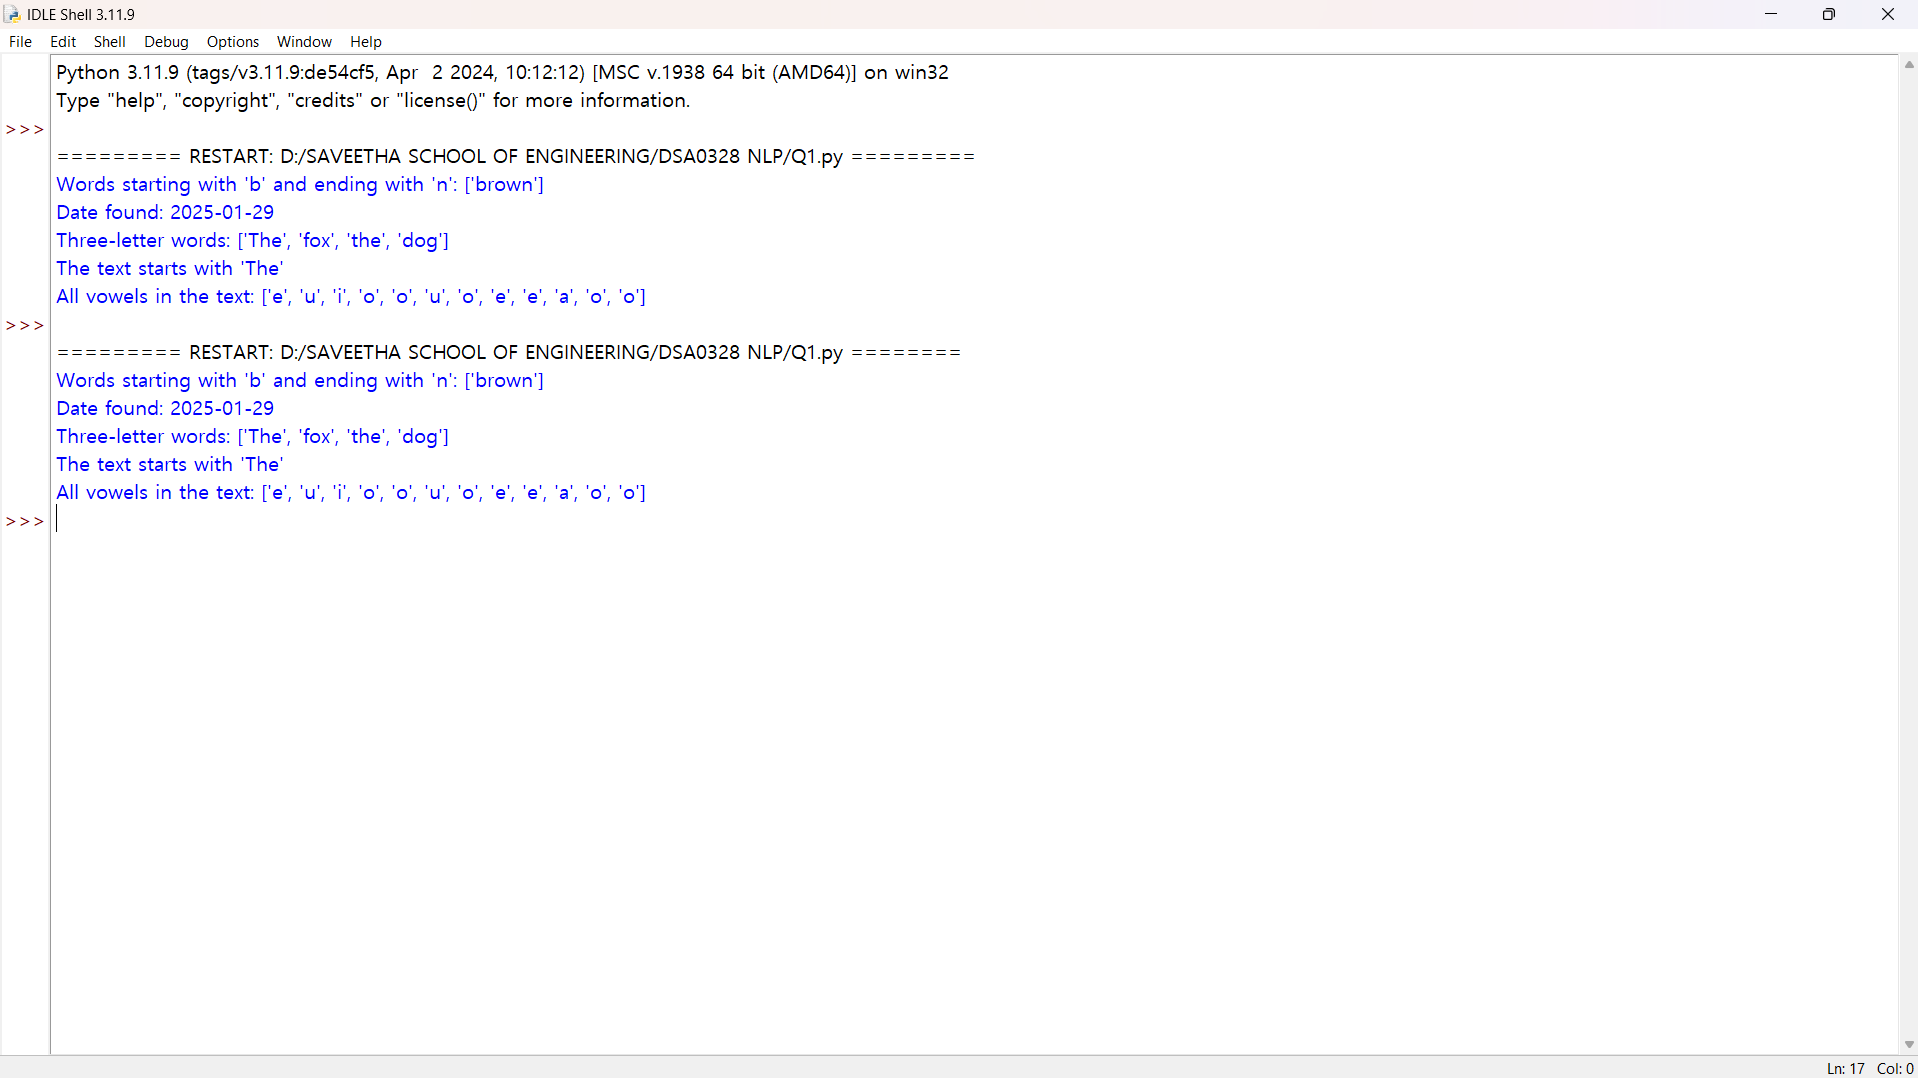 IDLE Shell 3.11.9
File Edit Shell Debug Options Window Help
Python 3.11.9 (tags/v3.11.9:de54cf5, Apr  2 2024, 10:12:12) [MSC v.1938 64 bit (AMD64)] on win32
Type "help", "copyright", "credits" or "license()" for more information.
>>>
========= RESTART: D:/SAVEETHA SCHOOL OF ENGINEERING/DSA0328 NLP/Q1.py =========
Words starting with 'b' and ending with 'n': ['brown']
Date found: 2025-01-29
Three-letter words: ['The', 'fox', 'the', 'dog']
The text starts with 'The'
All vowels in the text: ['e', 'u', 'i', 'o', 'o', 'u', 'o', 'e', 'e', 'a', 'o', 'o']
>>>
========= RESTART: D:/SAVEETHA SCHOOL OF ENGINEERING/DSA0328 NLP/Q1.py ========
Words starting with 'b' and ending with 'n': ['brown']
Date found: 2025-01-29
Three-letter words: ['The', 'fox', 'the', 'dog']
The text starts with 'The'
All vowels in the text: ['e', 'u', 'i', 'o', 'o', 'u', 'o', 'e', 'e', 'a', 'o', 'o']
>>>
Ln: 17 Col: 0